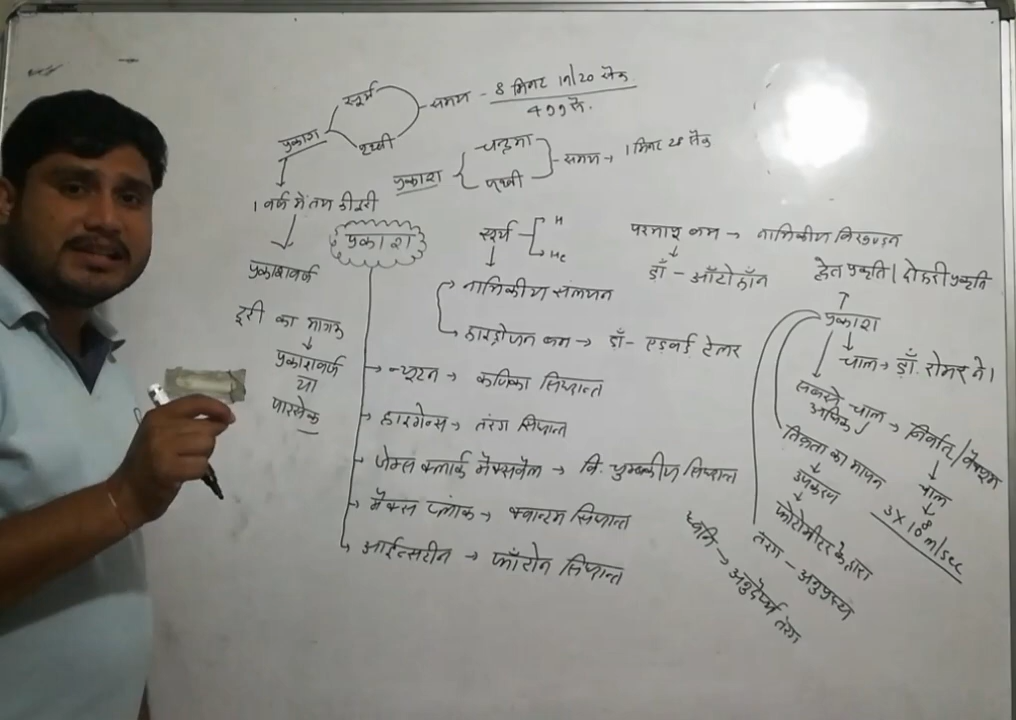 प्रकाश
सूर्य
पृथ्वी
समय - 8 मिनट 19/20 सेक.
499 से.
प्रकाश
चन्द्रमा
पृथ्वी
समय → 1 मिनट 28 सेक
1 वर्ष में तय की दूरी
प्रकाशवर्ष
दूरी का मात्रक
प्रकाशवर्ष
या
पारसेक
प्रकाश
सूर्य
H
He
नाभिकीय संलयन
हाइड्रोजन बम → डॉ- एडवर्ड टेलर
परमाणु बम → नाभिकीय विखण्डन
डॉ - ऑटोहॉन
→ न्यूटन → कणिका सिद्धान्त
→ हाइगेन्स → तरंग सिद्धान्त
जेम्स क्लार्क मैक्सवेल → वि. चुम्बकीय सिद्धान्त
→ मैक्स प्लांक → क्वान्टम सिद्धान्त
आईन्सटीन → फोटॉन सिद्धान्त
द्वैत प्रकृति / दोहरी प्रकृति
प्रकाश
चाल → डॉ. रोमर ने।
सबसे अधिक चाल → निर्वात/
चाल
3 × 10⁸ m/sec
का मापन
उपकरण
फोटोमीटर के द्वारा
तरंग - अनुप्रस्थ
ध्वनि → अनुदैर्ध्य तरंग